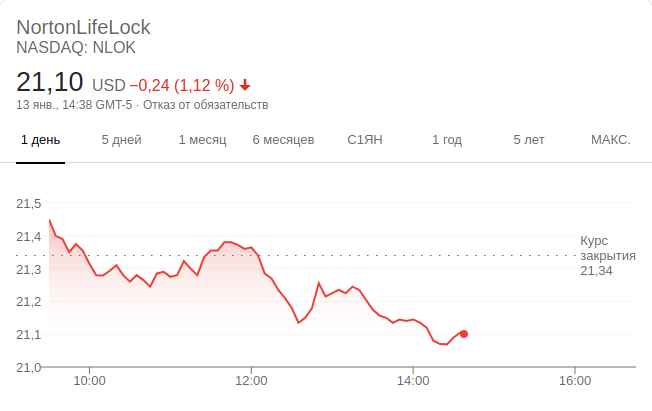 NortonLifeLock
NASDAQ: NLOK
21,10 USD −0,24 (1,12 %)
13 янв., 14:38 GMT-5 · Отказ от обязательств
1 день 5 дней 1 месяц 6 месяцев С1ЯН 1 год 5 лет МАКС.
21,5
21,4
21,3
21,2
21,1
21,0
Курс
закрытия
21,34
10:00 12:00 14:00 16:00